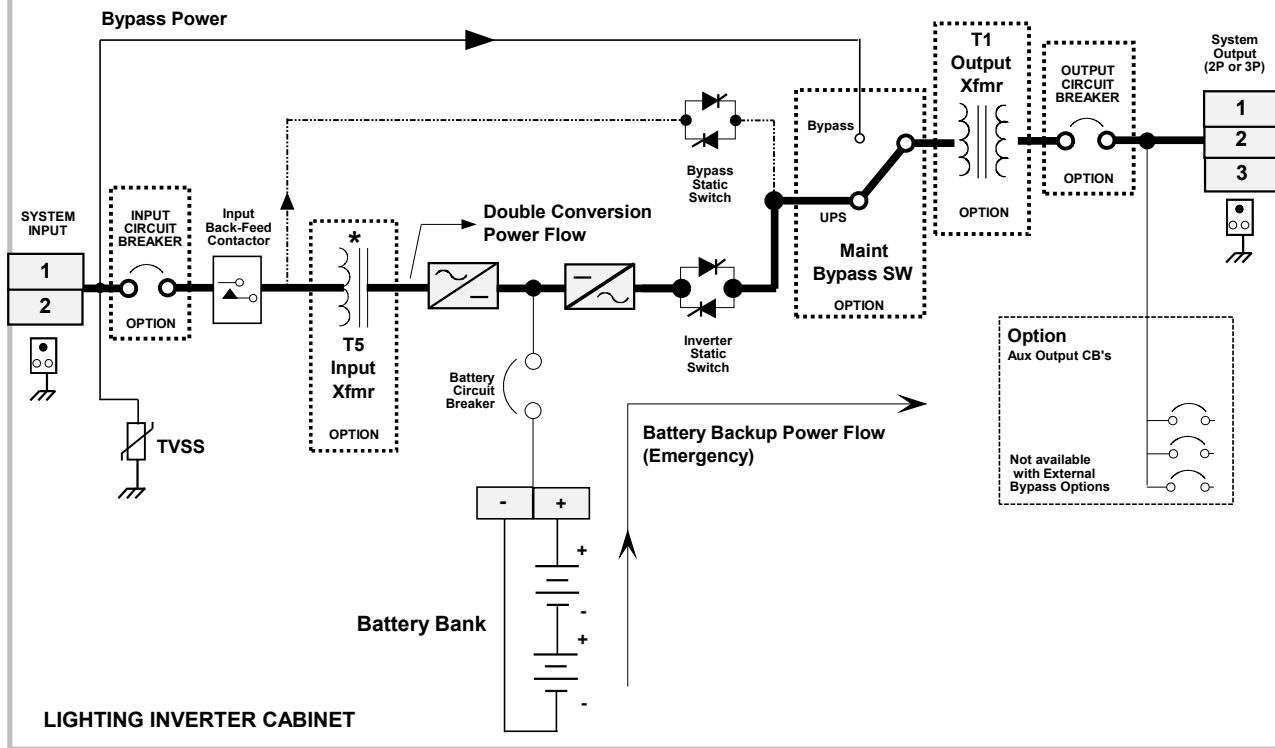 Bypass Power
T1
Output
Xfmr
OPTION
OUTPUT
CIRCUIT
BREAKER
OPTION
System
Output
(2P or 3P)
1
2
3
Bypass
UPS
Maint
Bypass SW
OPTION
Bypass
Static
Switch
SYSTEM
INPUT
1
2
INPUT
CIRCUIT
BREAKER
OPTION
Input
Back-Feed
Contactor
*
T5
Input
Xfmr
OPTION
Double Conversion
Power Flow
Inverter
Static
Switch
Battery
Circuit
Breaker
TVSS
Battery Backup Power Flow
(Emergency)
Option
Aux Output CB's
Not available
with External
Bypass Options
- +
+
-
+
-
Battery Bank
LIGHTING INVERTER CABINET